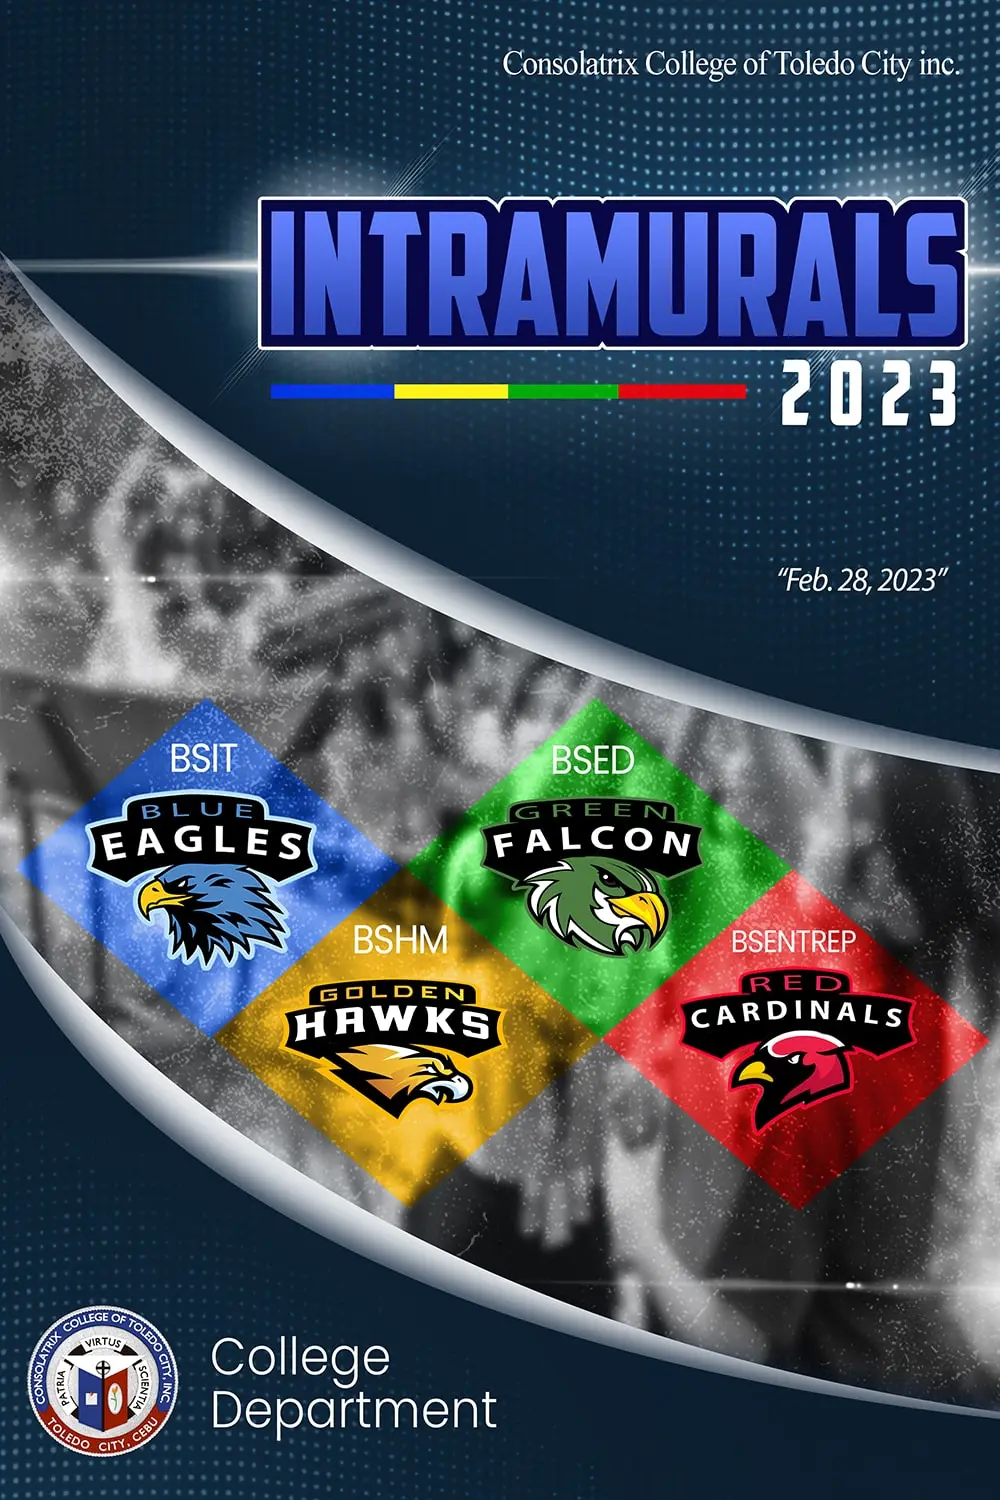 Consolatrix College of Toledo City inc.
INTRAMURALS
2023
“Feb. 28, 2023”
BSIT
BLUE
EAGLES
BSED
GREEN
FALCON
BSHM
GOLDEN
HAWKS
BSENTREP
RED
CARDINALS
CONSOLATRIX COLLEGE OF TOLEDO CITY, INC.
PATRIA VIRTUS SCIENTIA
TOLEDO CITY, CEBU
College
Department